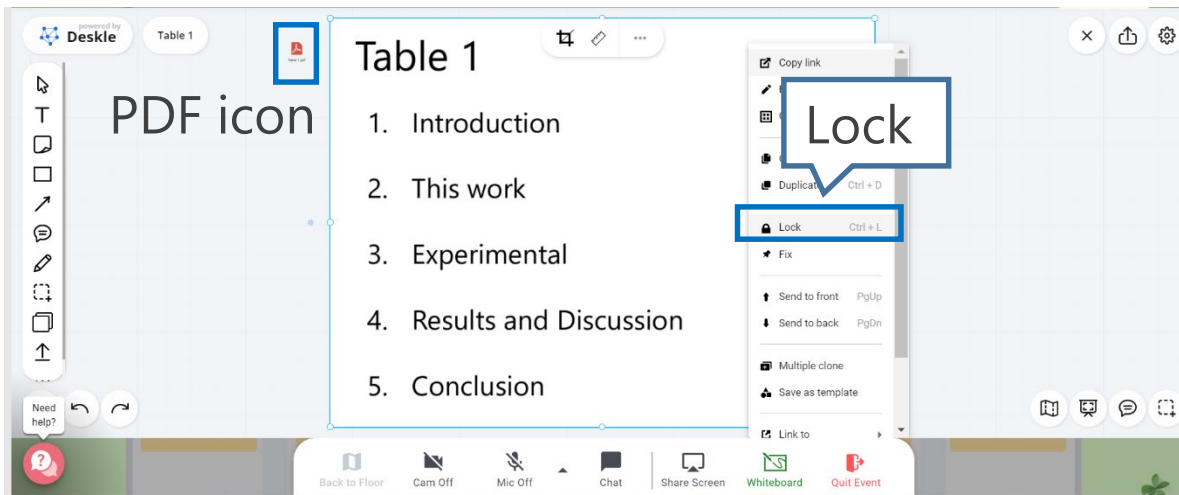 powered by
Deskle
Table 1
PDF icon
Table 1
1. Introduction
2. This work
3. Experimental
4. Results and Discussion
5. Conclusion
Copy link
Lock
Duplicate Ctrl + D
Lock Ctrl + L
Fix
Send to front PgUp
Send to back PgDn
Multiple clone
Save as template
Link to
Need
help?
Back to Floor
Cam Off
Mic Off
Chat
Share Screen
Whiteboard
Quit Event